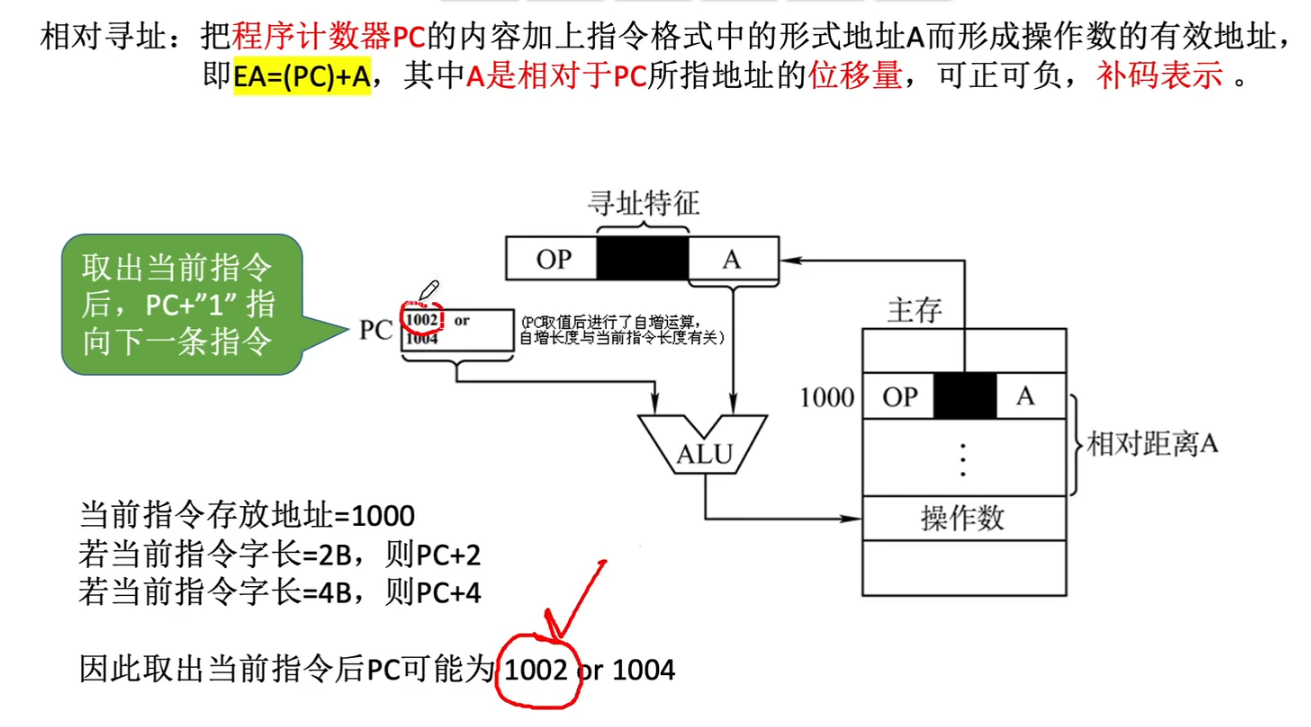 相对寻址：把程序计数器PC的内容加上指令格式中的形式地址A而形成操作数的有效地址，
即EA=(PC)+A，其中A是相对于PC所指地址的位移量，可正可负，补码表示 。
寻址特征
OP
A
取出当前指令
后，PC+”1” 指
向下一条指令
PC
1002 or
1004
(PC取值后进行了自增运算，
自增长度与当前指令长度有关)
主存
1000
OP
A
ALU
⋮
相对距离A
操作数
当前指令存放地址=1000
若当前指令字长=2B，则PC+2
若当前指令字长=4B，则PC+4
因此取出当前指令后PC可能为 1002 or 1004